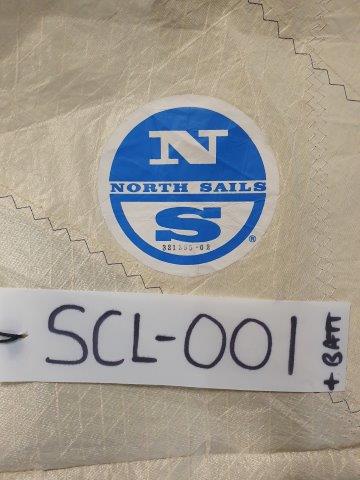 N
NORTH SAILS
S
®
SCL-001
+ BATT